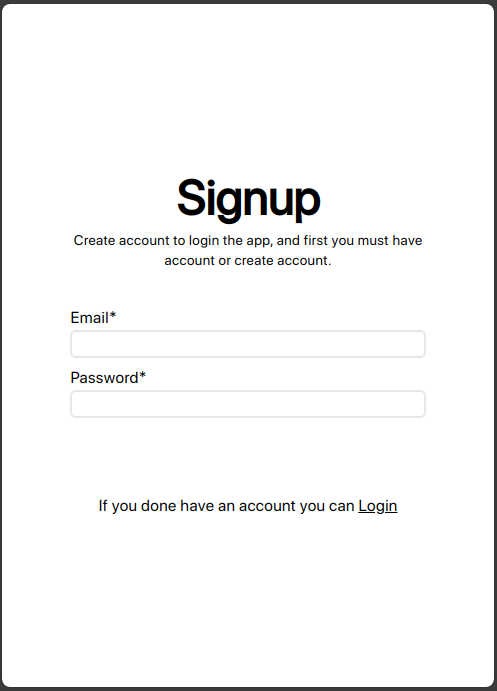 Signup
Create account to login the app, and first you must have
account or create account.
Email*
Password*
If you done have an account you can Login